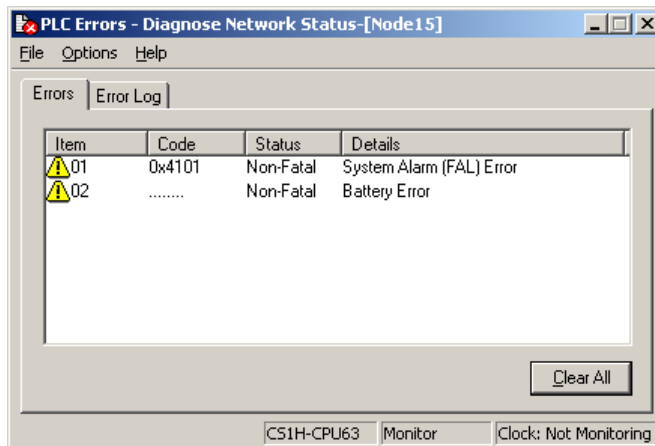 PLC Errors - Diagnose Network Status-[Node15]
File Options Help
Errors Error Log
Item Code Status Details
01 0x4101 Non-Fatal System Alarm (FAL) Error
02 ........ Non-Fatal Battery Error
Clear All
CS1H-CPU63 Monitor Clock: Not Monitoring